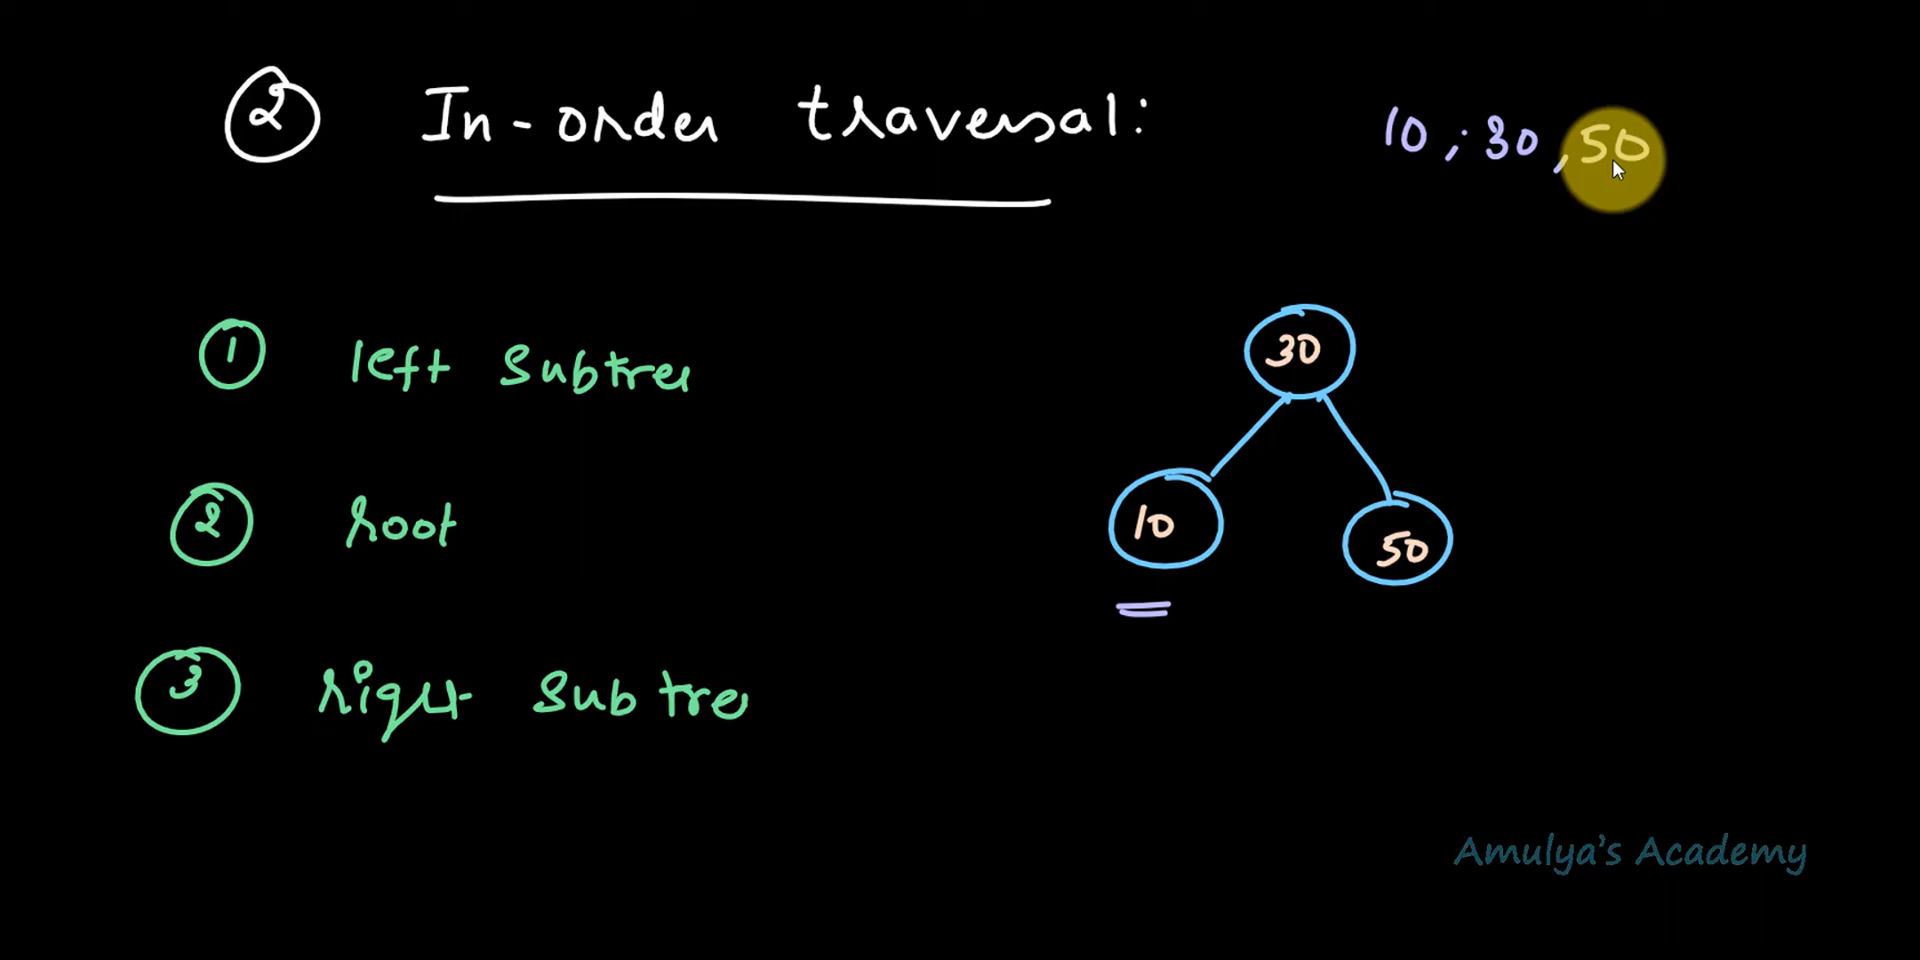 2 In-order traversal:
10 ; 30 , 50
1 left Subtree
2 root
3 right Sub tree
30
10
50
Amulya's Academy